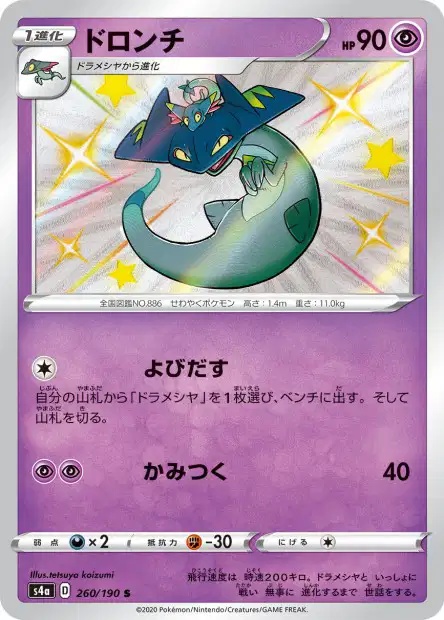 1進化
ドロンチ
HP90
ドラメシヤから進化
全国図鑑NO.886 せわやくポケモン 高さ：1.4m 重さ：11.0kg
よびだす
自分の山札から「ドラメシヤ」を1枚選び、ベンチに出す。そして
山札を切る。
かみつく 40
弱点 ×2 抵抗力 -30 にげる
Illus.tetsuya koizumi
飛行速度は 時速200キロ。ドラメシヤと いっしょに
戦い 無事に 進化するまで 世話をする。
s4a D 260/190 S
©2020 Pokémon/Nintendo/Creatures/GAME FREAK.